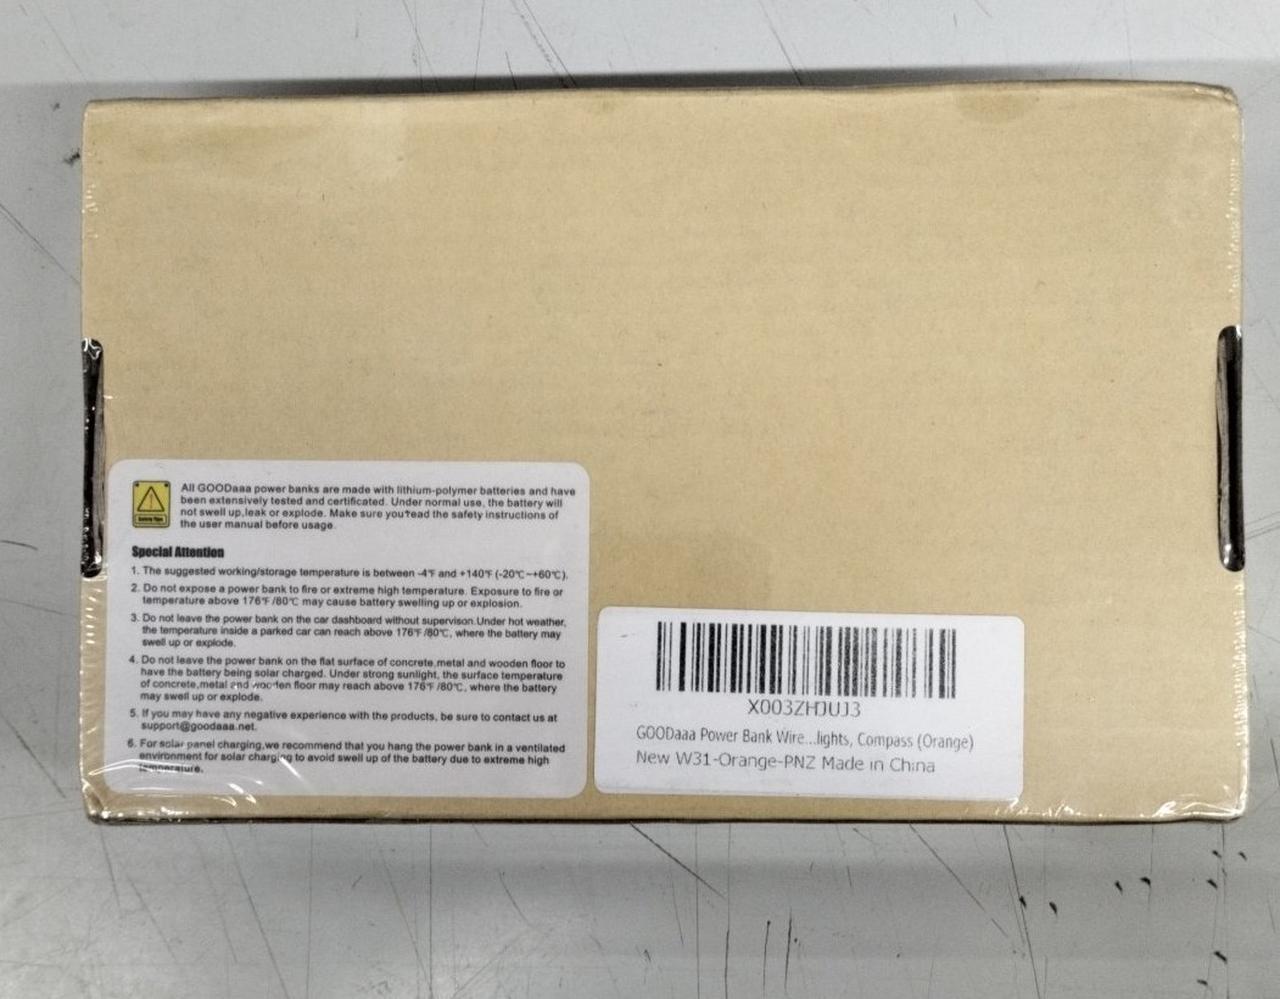 All GOODaaa power banks are made with lithium-polymer batteries and have
been extensively tested and certificated. Under normal use, the battery will
not swell up,leak or explode. Make sure you read the safety instructions of
the user manual before usage.
Safety Tips
Special Attention
1. The suggested working/storage temperature is between -4℉ and +140℉ (-20℃~+60℃).
2. Do not expose a power bank to fire or extreme high temperature. Exposure to fire or
temperature above 176℉ /80℃ may cause battery swelling up or explosion.
3. Do not leave the power bank on the car dashboard without supervison.Under hot weather,
the temperature inside a parked car can reach above 176℉ /80℃, where the battery may
swell up or explode.
4. Do not leave the power bank on the flat surface of concrete,metal and wooden floor to
have the battery being solar charged. Under strong sunlight, the surface temperature
of concrete,metal and wooden floor may reach above 176℉ /80℃, where the battery
may swell up or explode.
5. If you may have any negative experience with the products, be sure to contact us at
support@goodaaa.net.
6. For solar panel charging,we recommend that you hang the power bank in a ventilated
environment for solar charging to avoid swell up of the battery due to extreme high
temperature.
X003ZHJUJ3
GOODaaa Power Bank Wire...lights, Compass (Orange)
New W31-Orange-PNZ Made in China